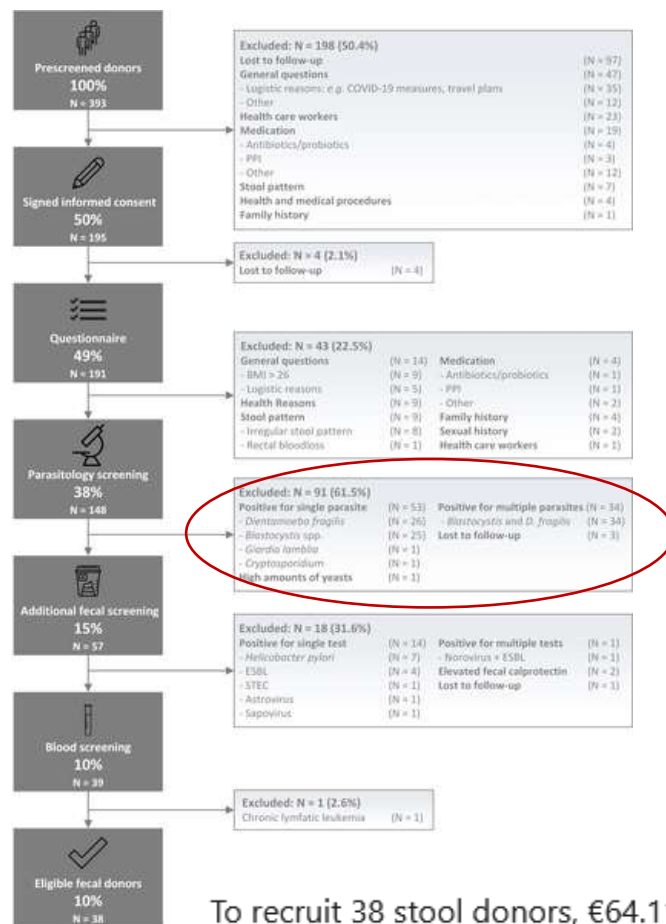 Prescreened donors
100%
N = 393
Excluded: N = 198 (50.4%)
Lost to follow-up (N = 97)
General questions (N = 47)
- Logistic reasons: e.g. COVID-19 measures, travel plans (N = 35)
- Other (N = 12)
Health care workers (N = 23)
Medication (N = 19)
- Antibiotics/probiotics (N = 4)
- PPI (N = 3)
- Other (N = 12)
Stool pattern (N = 7)
Health and medical procedures (N = 4)
Family history (N = 1)
Signed informed consent
50%
N = 195
Excluded: N = 4 (2.1%)
Lost to follow-up (N = 4)
Questionnaire
49%
N = 191
Excluded: N = 43 (22.5%)
General questions (N = 14) Medication (N = 4)
- BMI > 26 (N = 9) - Antibiotics/probiotics (N = 1)
- Logistic reasons (N = 5) - PPI (N = 1)
Health Reasons (N = 9) - Other (N = 2)
Stool pattern (N = 9) Family history (N = 4)
- Irregular stool pattern (N = 8) Sexual history (N = 2)
- Rectal bloodloss (N = 1) Health care workers (N = 1)
Parasitology screening
38%
N = 148
Excluded: N = 91 (61.5%)
Positive for single parasite (N = 53) Positive for multiple parasites (N = 34)
- Dientamoeba fragilis (N = 26) - Blastocystis and D. fragilis (N = 34)
- Blastocystis spp. (N = 25) Lost to follow-up (N = 3)
- Giardia lamblia (N = 1)
- Cryptosporidium (N = 1)
High amounts of yeasts (N = 1)
Additional fecal screening
15%
N = 57
Excluded: N = 18 (31.6%)
Positive for single test (N = 14) Positive for multiple tests (N = 1)
- Helicobacter pylori (N = 7) - Norovirus + ESBL (N = 1)
- ESBL (N = 4) Elevated fecal calprotectin (N = 2)
- STEC (N = 1) Lost to follow-up (N = 1)
- Astrovirus (N = 1)
- Sapovirus (N = 1)
Blood screening
10%
N = 39
Excluded: N = 1 (2.6%)
Chronic lymfatic leukemia (N = 1)
Eligible fecal donors
10%
N = 38
To recruit 38 stool donors, €64.1